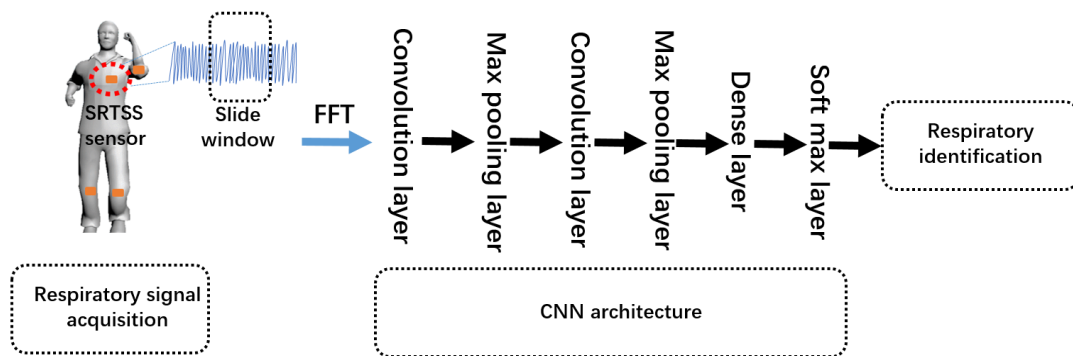 SRTSS
sensor
Slide
window
FFT
Convolution layer
Max pooling layer
Convolution layer
Max pooling layer
Dense layer
Soft max layer
Respiratory
identification
Respiratory signal
acquisition
CNN architecture